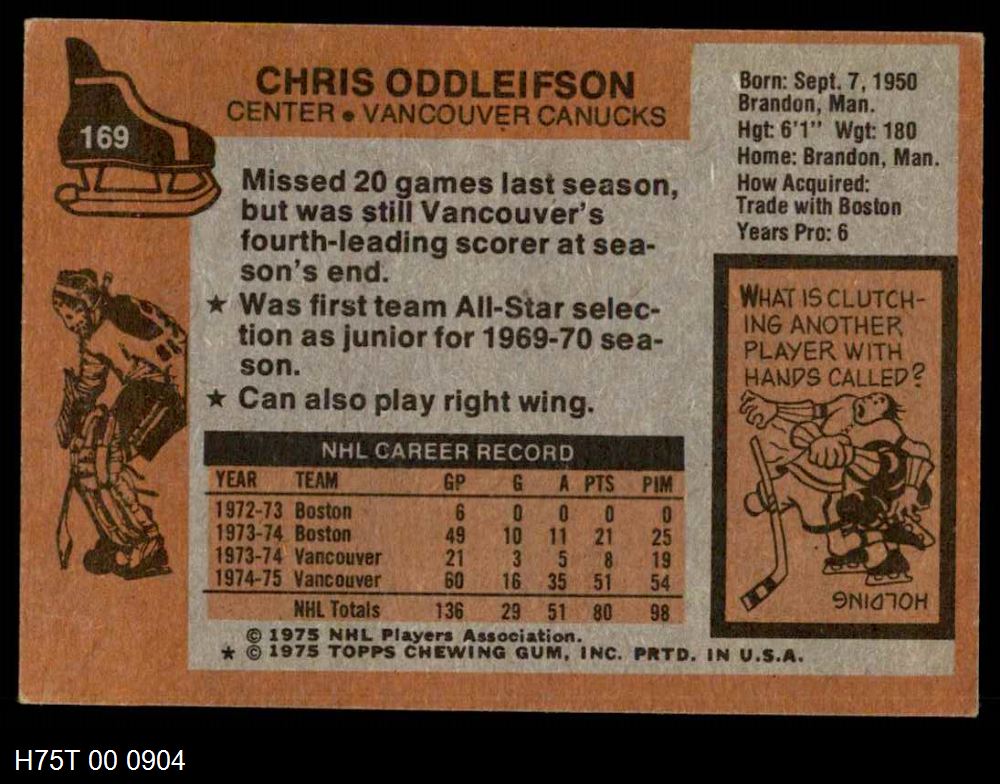 169
CHRIS ODDLEIFSON
CENTER • VANCOUVER CANUCKS
Missed 20 games last season,
but was still Vancouver's
fourth-leading scorer at sea-
son's end.
★ Was first team All-Star selec-
tion as junior for 1969-70 sea-
son.
★ Can also play right wing.
Born: Sept. 7, 1950
Brandon, Man.
Hgt: 6'1" Wgt: 180
Home: Brandon, Man.
How Acquired:
Trade with Boston
Years Pro: 6
WHAT IS CLUTCH-
ING ANOTHER
PLAYER WITH
HANDS CALLED?
HOLDING
NHL CAREER RECORD
YEAR TEAM GP G A PTS PIM
1972-73 Boston 6 0 0 0 0
1973-74 Boston 49 10 11 21 25
1973-74 Vancouver 21 3 5 8 19
1974-75 Vancouver 60 16 35 51 54
NHL Totals 136 29 51 80 98
© 1975 NHL Players Association.
★ © 1975 TOPPS CHEWING GUM, INC. PRTD. IN U.S.A.
H75T 00 0904